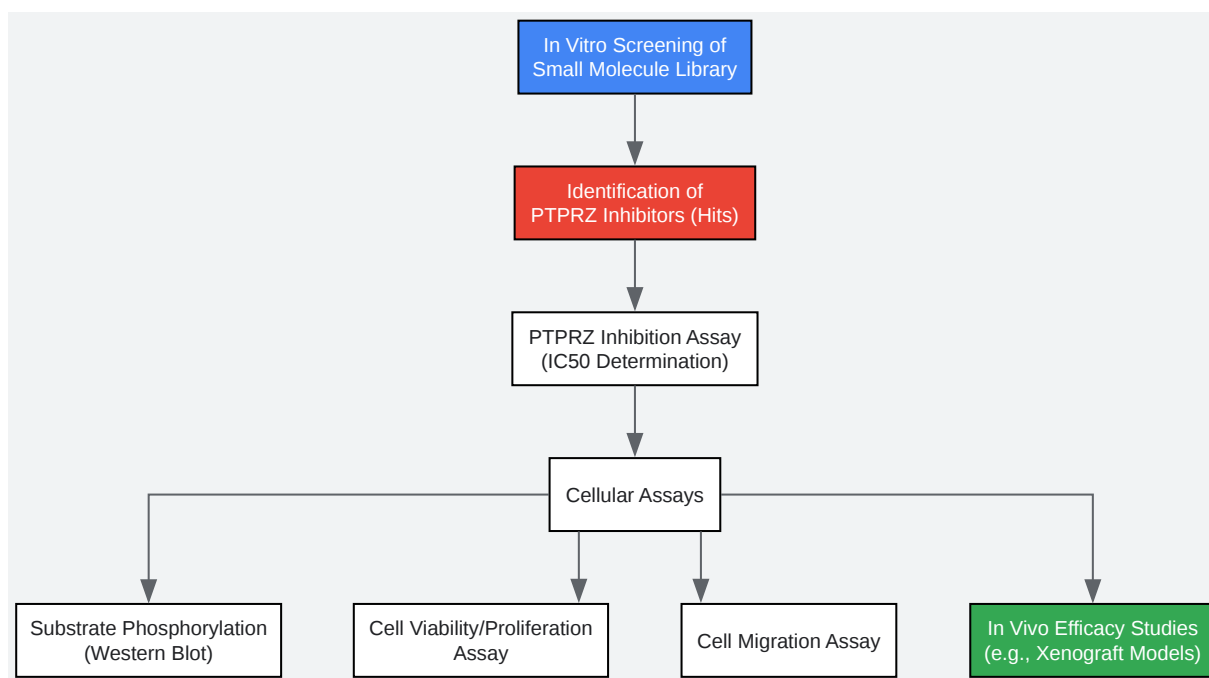 In Vitro Screening of
Small Molecule Library
Identification of
PTPRZ Inhibitors (Hits)
PTPRZ Inhibition Assay
(IC50 Determination)
Cellular Assays
Substrate Phosphorylation
(Western Blot)
Cell Viability/Proliferation
Assay
Cell Migration Assay
In Vivo Efficacy Studies
(e.g., Xenograft Models)